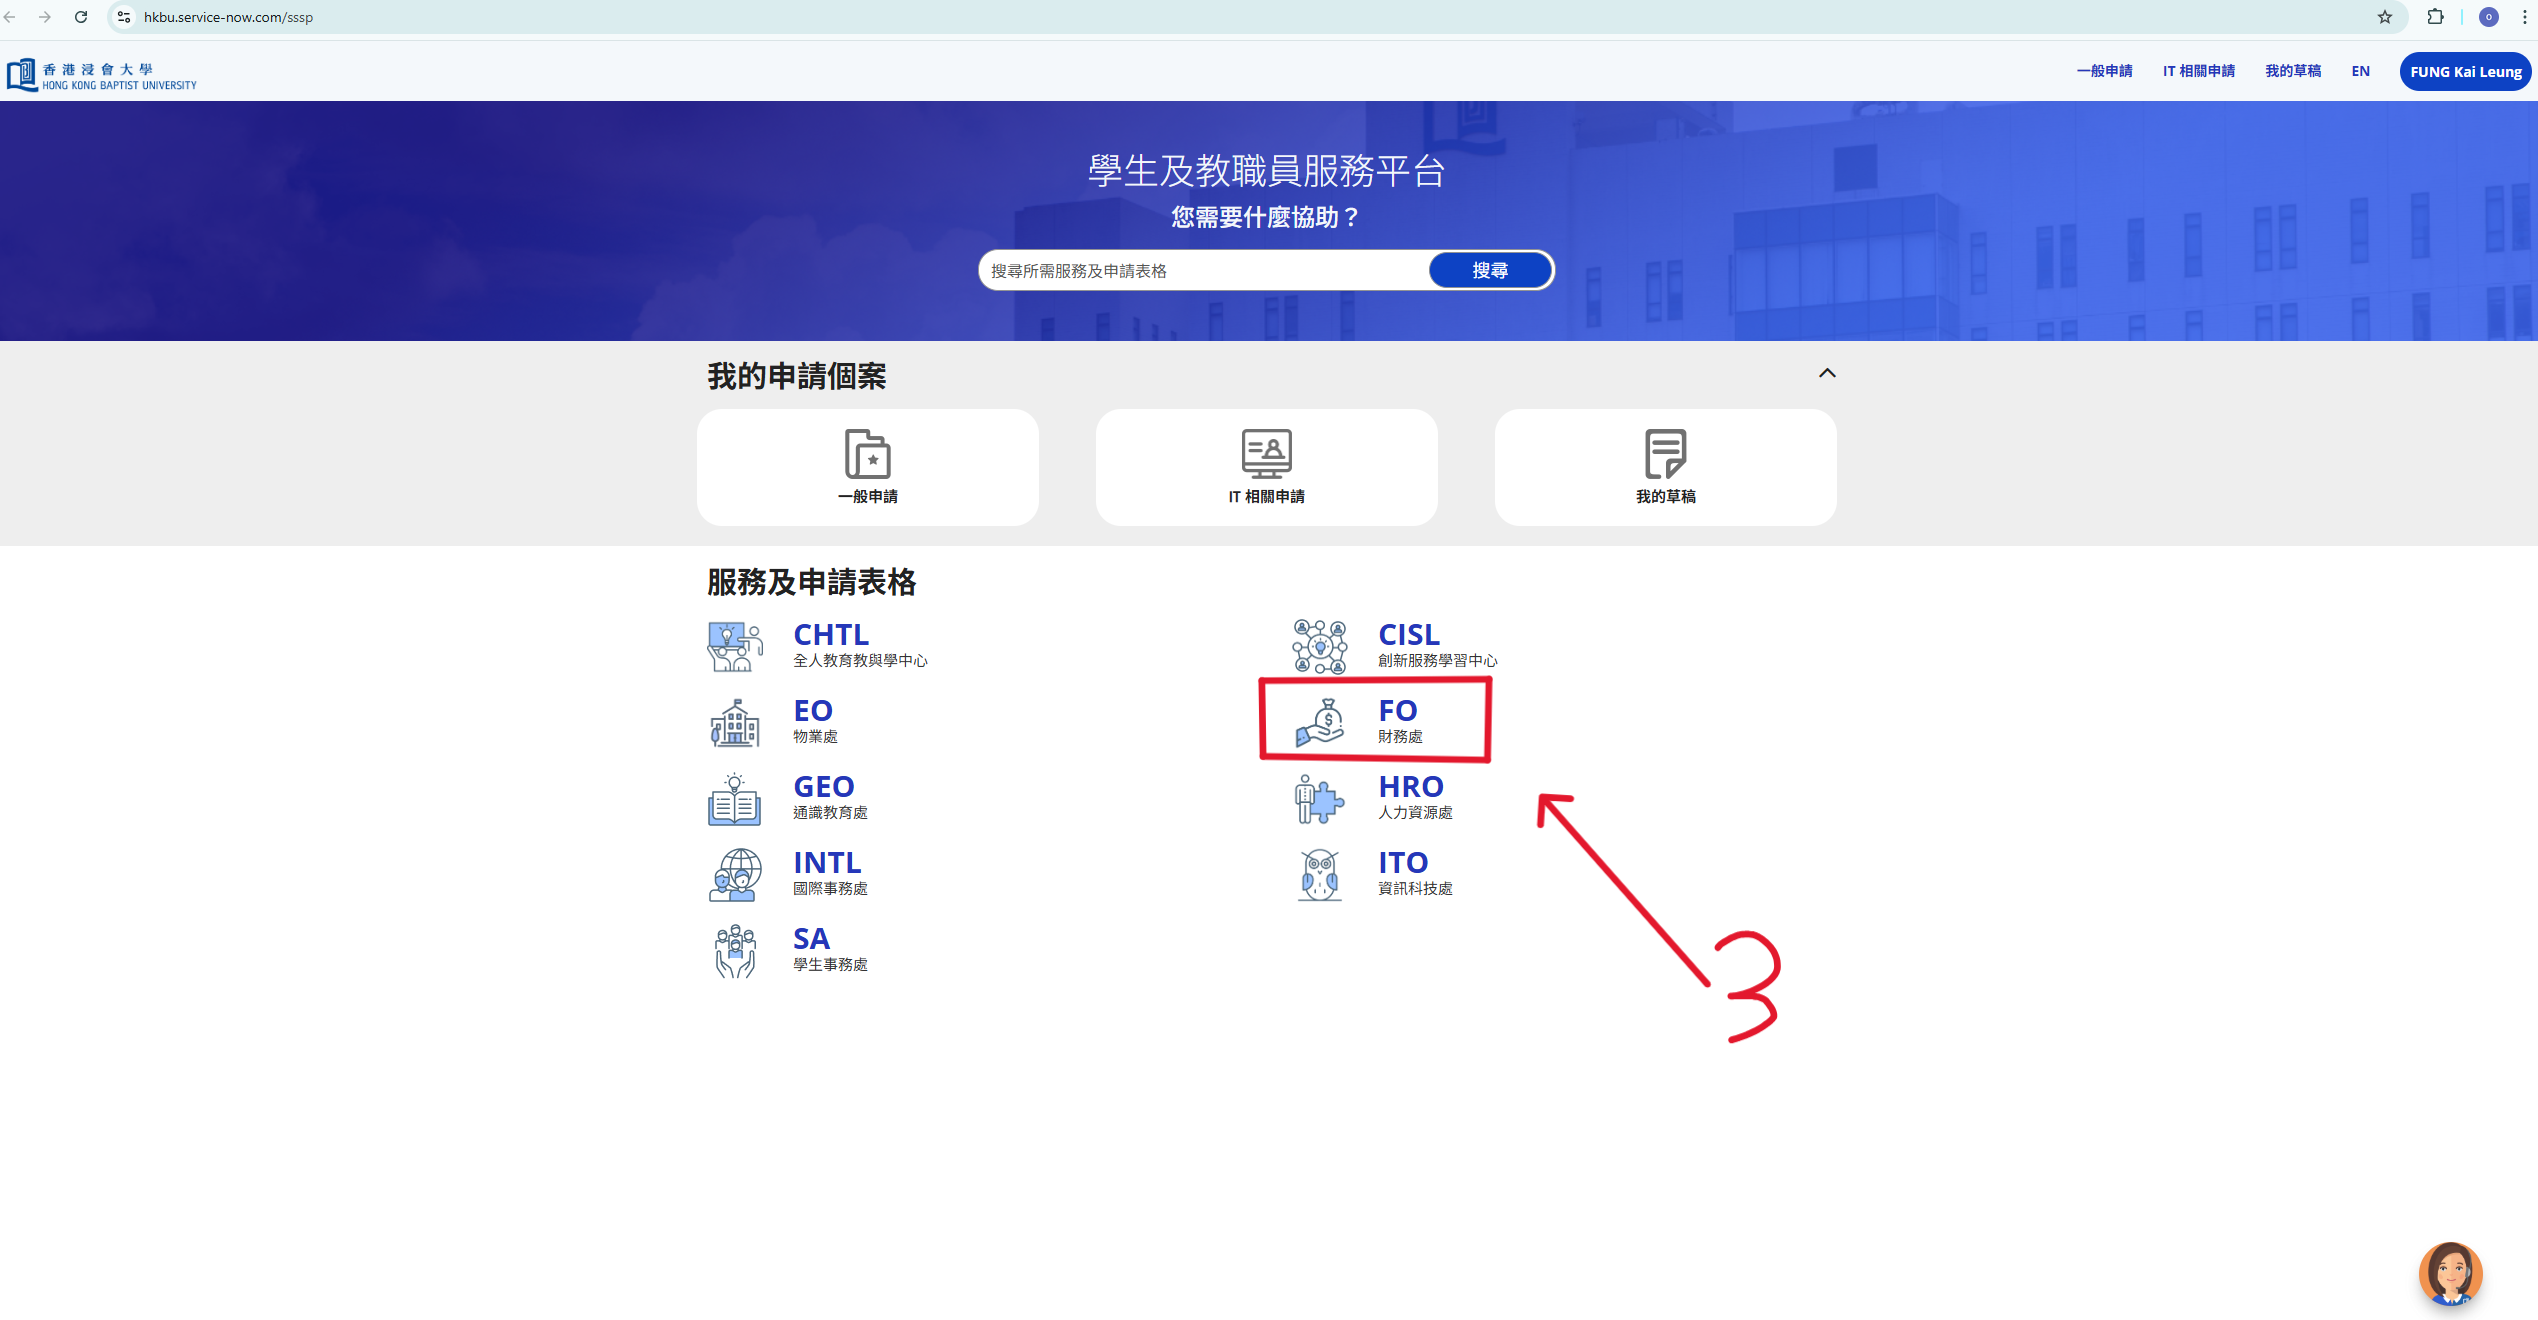 hkbu.service-now.com/sssp
O
香港浸會大學
HONG KONG BAPTIST UNIVERSITY
一般申請 IT 相關申請 我的草稿 EN FUNG Kai Leung
學生及教職員服務平台
您需要什麼協助？
搜尋所需服務及申請表格 搜尋
我的申請個案
一般申請 IT 相關申請 我的草稿
服務及申請表格
CHTL
全人教育教與學中心
CISL
創新服務學習中心
EO
物業處
FO
財務處
GEO
通識教育處
HRO
人力資源處
INTL
國際事務處
ITO
資訊科技處
SA
學生事務處
3